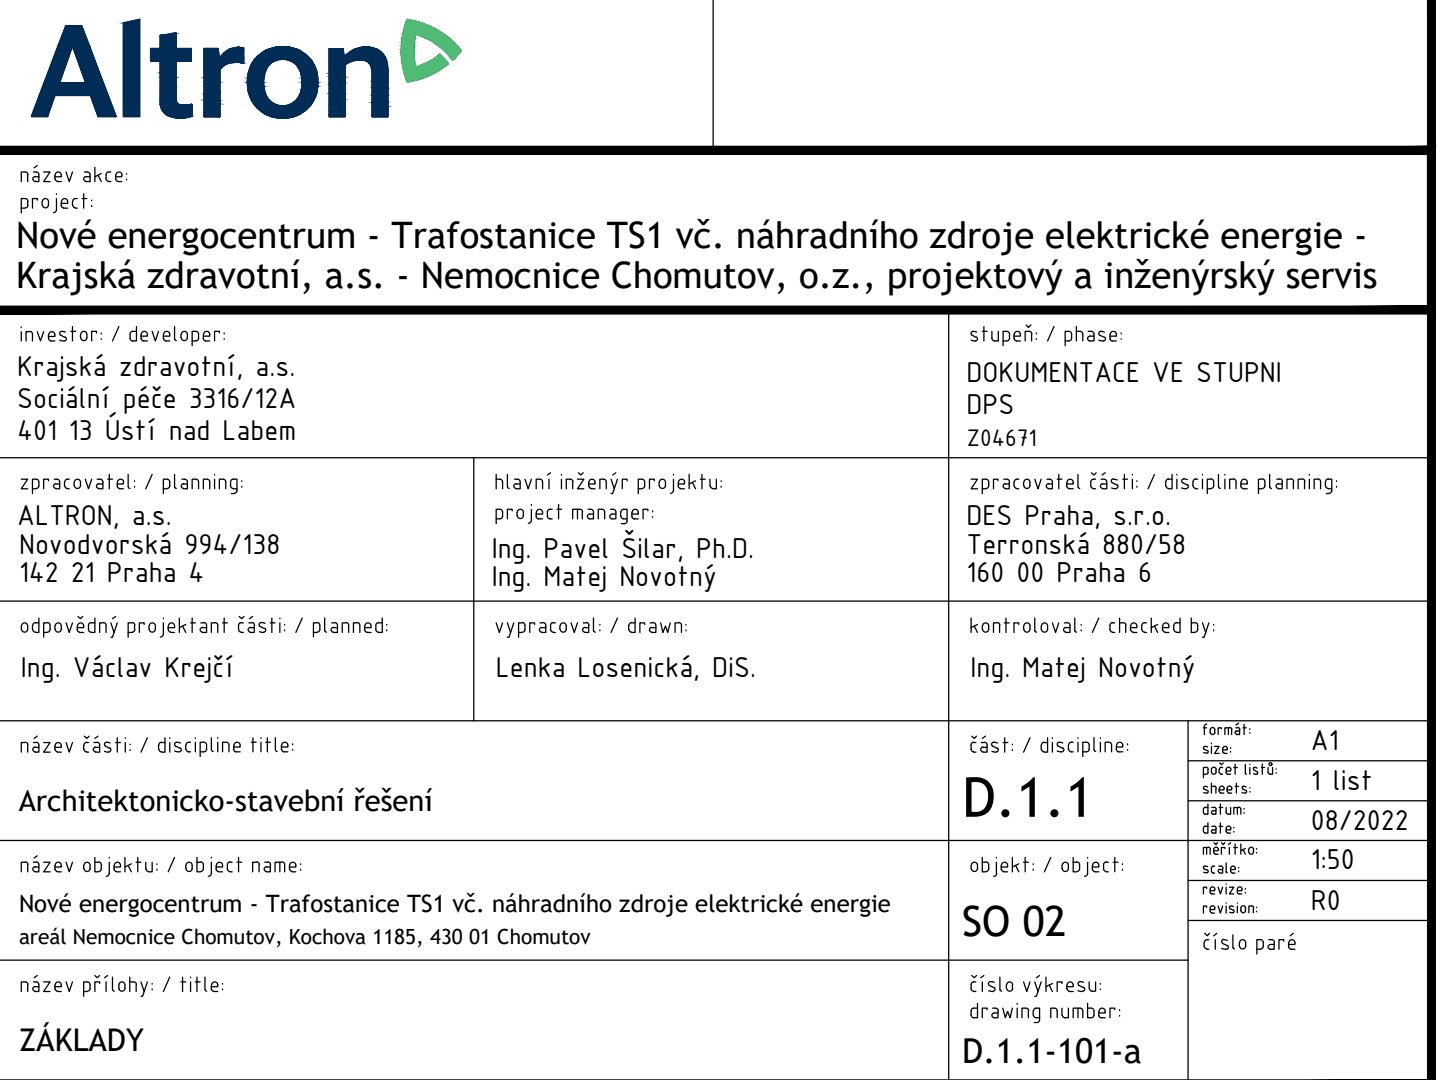 Altron
název akce:
project:
Nové energocentrum - Trafostanice TS1 vč. náhradního zdroje elektrické energie -
Krajská zdravotní, a.s. - Nemocnice Chomutov, o.z., projektový a inženýrský servis
investor: / developer:
Krajská zdravotní, a.s.
Sociální péče 3316/12A
401 13 Ústí nad Labem
stupeň: / phase:
DOKUMENTACE VE STUPNI
DPS
Z04671
zpracovatel: / planning:
ALTRON, a.s.
Novodvorská 994/138
142 21 Praha 4
hlavní inženýr projektu:
project manager:
Ing. Pavel Šilar, Ph.D.
Ing. Matej Novotný
zpracovatel části: / discipline planning:
DES Praha, s.r.o.
Terronská 880/58
160 00 Praha 6
odpovědný projektant části: / planned:
Ing. Václav Krejčí
vypracoval: / drawn:
Lenka Losenická, DiS.
kontroloval: / checked by:
Ing. Matej Novotný
název části: / discipline title:
Architektonicko-stavební řešení
část: / discipline:
D.1.1
formát:
size:
A1
počet listů:
sheets:
1 list
datum:
date:
08/2022
měřítko:
scale:
1:50
revize:
revision:
R0
číslo paré
název objektu: / object name:
Nové energocentrum - Trafostanice TS1 vč. náhradního zdroje elektrické energie
areál Nemocnice Chomutov, Kochova 1185, 430 01 Chomutov
objekt: / object:
SO 02
název přílohy: / title:
ZÁKLADY
číslo výkresu:
drawing number:
D.1.1-101-a